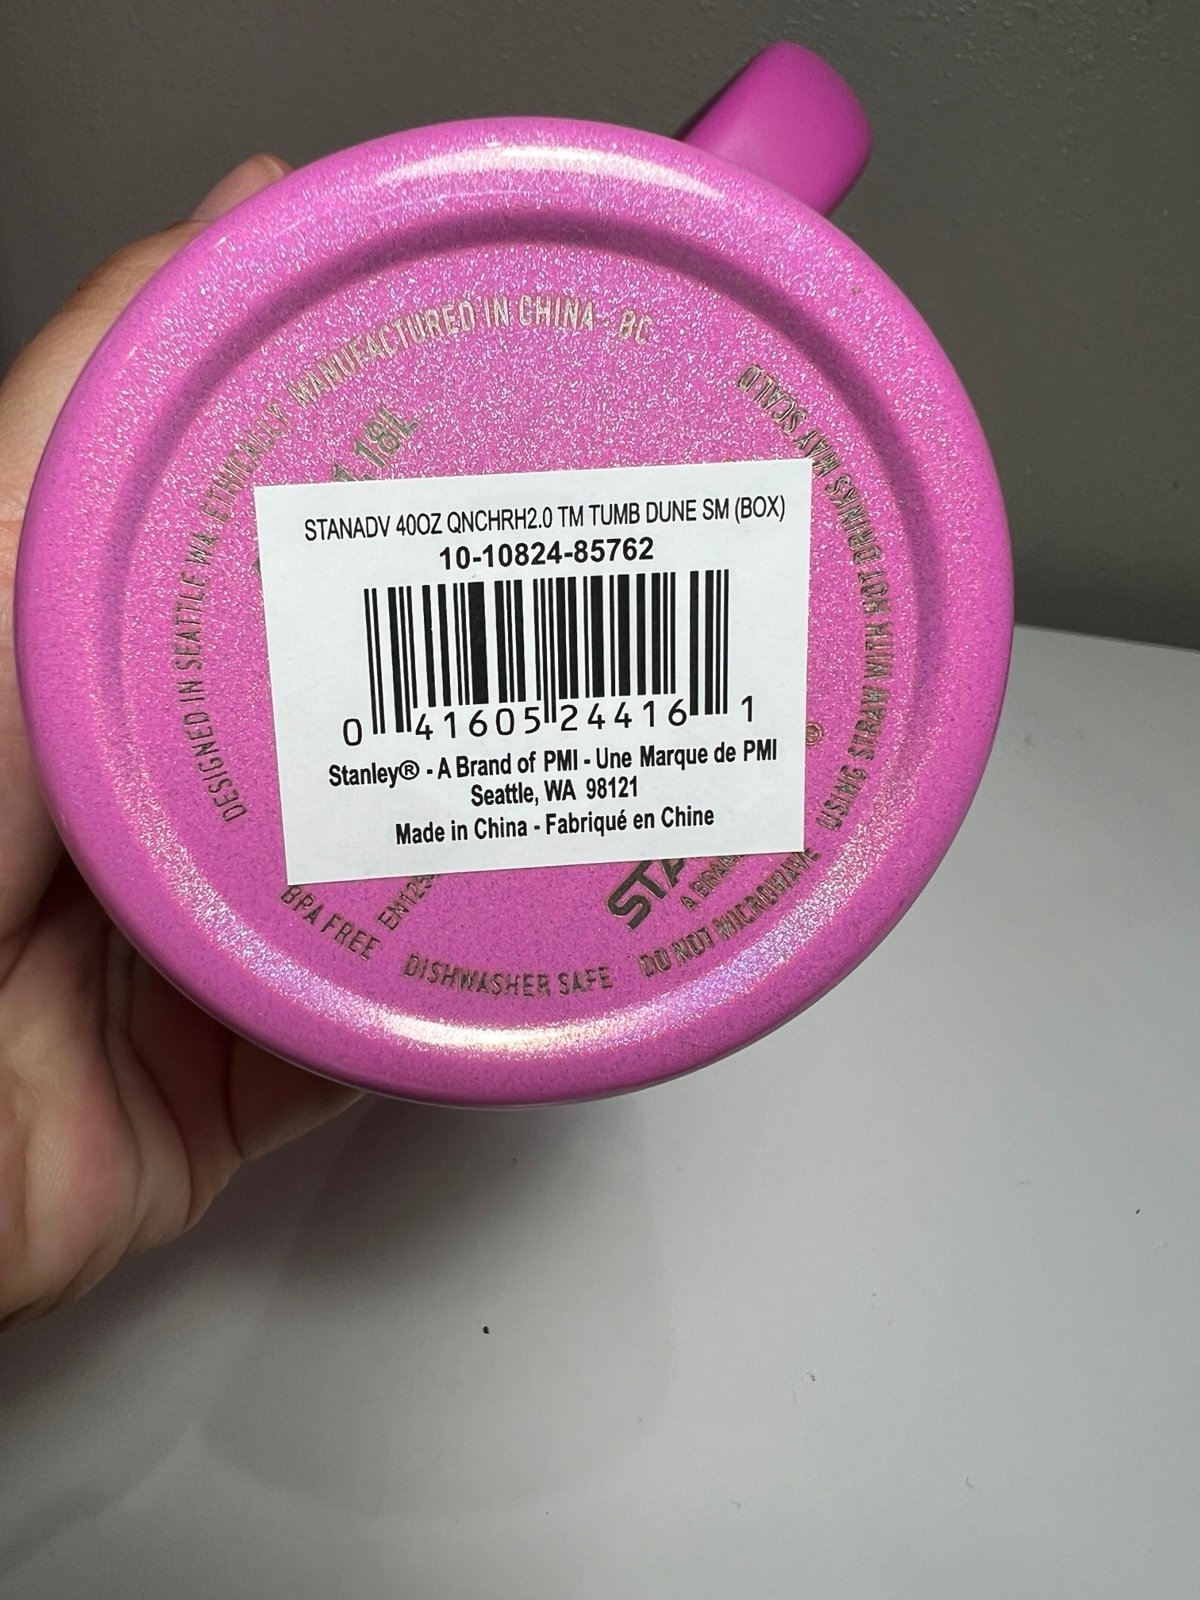 STANADV 40OZ QNCHRH2.0 TM TUMB DUNE SM (BOX)
10-10824-85762
0 41605 24416 1
Stanley® - A Brand of PMI - Une Marque de PMI
Seattle, WA 98121
Made in China - Fabriqué en Chine
DESIGNED IN SEATTLE WA ETHICALLY MANUFACTURED IN CHINA - BC
1.18L
BPA FREE
DISHWASHER SAFE
DO NOT MICROWAVE
USING STRAW WITH HOT DRINKS MAY SCALD